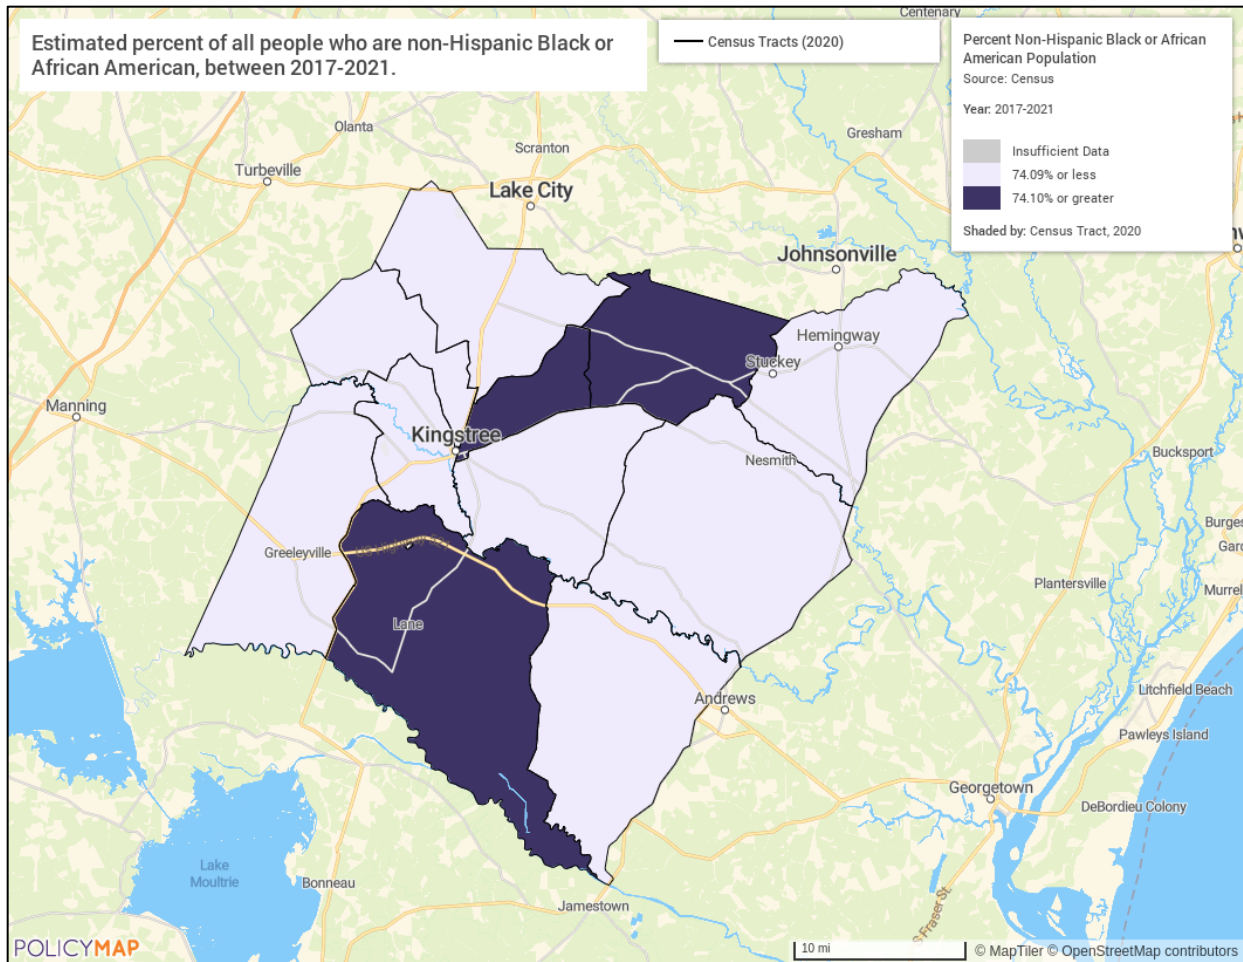 Centenary
Estimated percent of all people who are non-Hispanic Black or
African American, between 2017-2021.
Census Tracts (2020)
Percent Non-Hispanic Black or African
American Population
Source: Census
Year: 2017-2021
Insufficient Data
74.09% or less
74.10% or greater
Shaded by: Census Tract, 2020
Olanta
Gresham
Scranton
Turbeville
Lake City
Johnsonville
Hemingway
Stuckey
Manning
Kingstree
Nesmith
Bucksport
Greeleyville
Plantersville
Lane
Litchfield Beach
Andrews
Pawleys Island
Georgetown
DeBordieu Colony
Lake
Moultrie
Bonneau
Jamestown
S Fraser St.
POLICYMAP
10 mi
© MapTiler © OpenStreetMap contributors